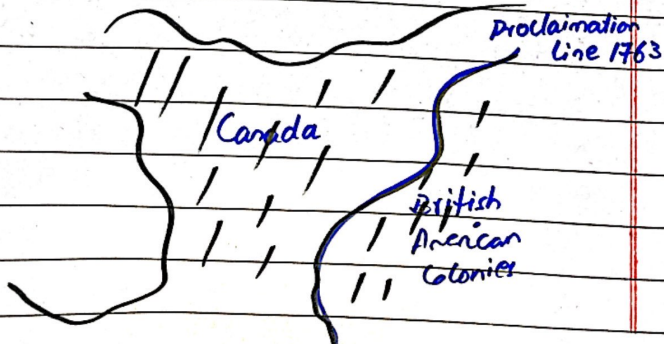 Proclaimation
line 1763
Canada
British
American
Colonies